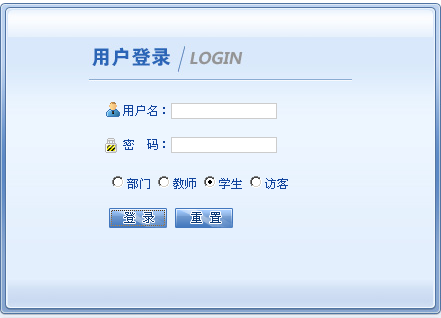 用户登录 / LOGIN
用户名：
密 码：
部门 教师 学生 访客
登 录 重 置